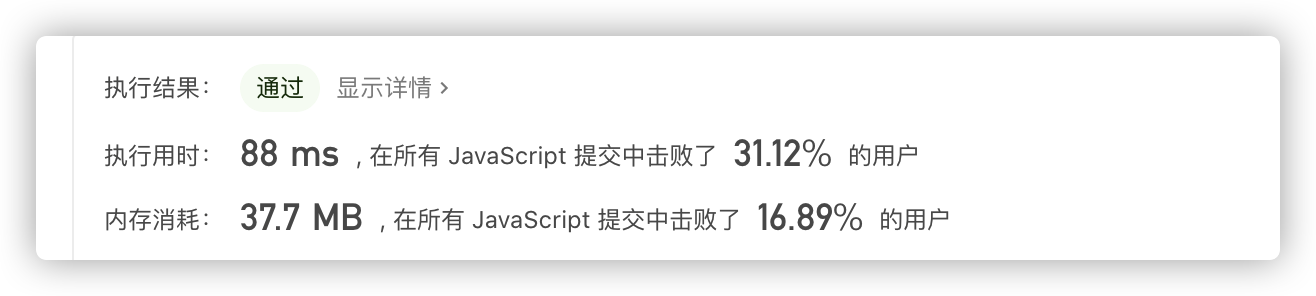 执行结果： 通过 显示详情 >
执行用时： 88 ms , 在所有 JavaScript 提交中击败了 31.12% 的用户
内存消耗： 37.7 MB , 在所有 JavaScript 提交中击败了 16.89% 的用户